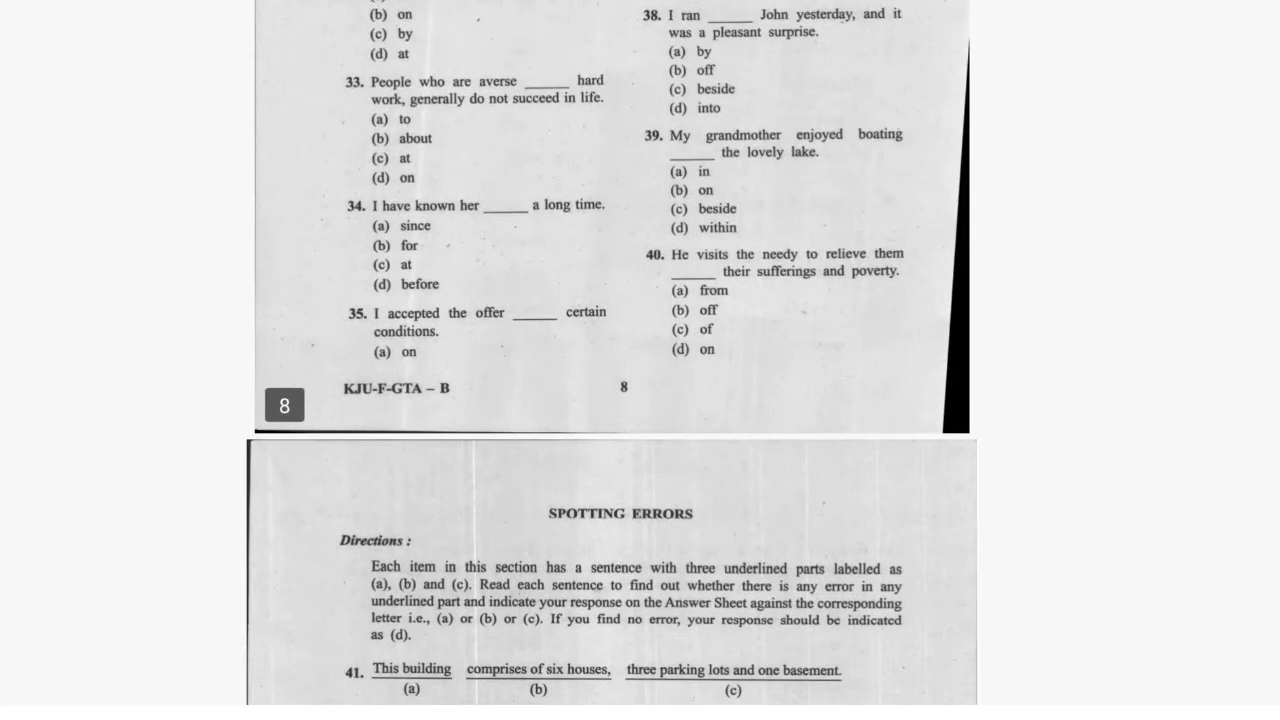 (b) on
(c) by
(d) at
33. People who are averse ______ hard
work, generally do not succeed in life.
(a) to
(b) about
(c) at
(d) on
34. I have known her ______ a long time.
(a) since
(b) for
(c) at
(d) before
35. I accepted the offer ______ certain
conditions.
(a) on
38. I ran ______ John yesterday, and it
was a pleasant surprise.
(a) by
(b) off
(c) beside
(d) into
39. My grandmother enjoyed boating
______ the lovely lake.
(a) in
(b) on
(c) beside
(d) within
40. He visits the needy to relieve them
______ their sufferings and poverty.
(a) from
(b) off
(c) of
(d) on
KJU-F-GTA – B
8
8
SPOTTING ERRORS
Directions :
Each item in this section has a sentence with three underlined parts labelled as
(a), (b) and (c). Read each sentence to find out whether there is any error in any
underlined part and indicate your response on the Answer Sheet against the corresponding
letter i.e., (a) or (b) or (c). If you find no error, your response should be indicated
as (d).
41. This building comprises of six houses, three parking lots and one basement.
(a) (b) (c)